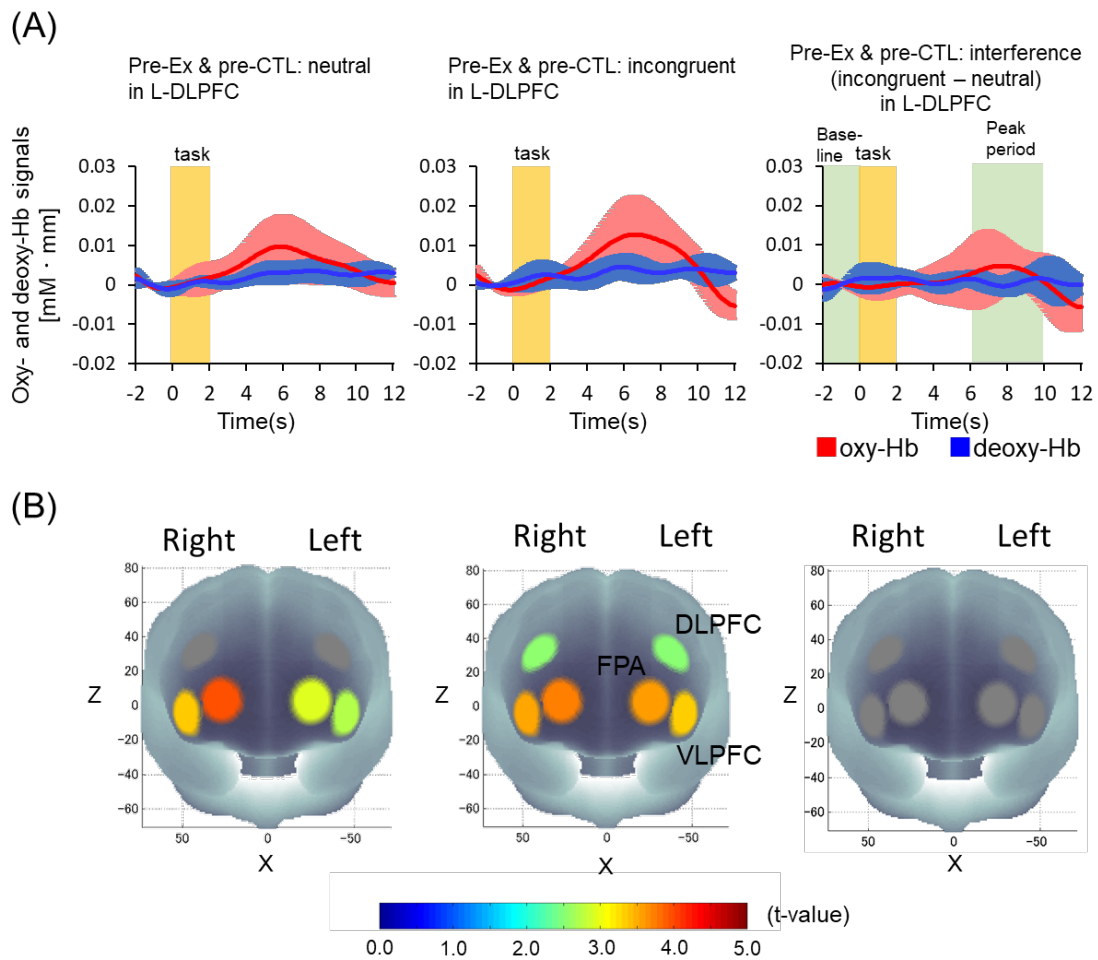 (A)
Pre-Ex & pre-CTL: neutral
in L-DLPFC
Pre-Ex & pre-CTL: incongruent
in L-DLPFC
Pre-Ex & pre-CTL: interference
(incongruent – neutral)
in L-DLPFC
Oxy- and deoxy-Hb signals
[mM · mm]
task
0.03
0.02
0.01
0
-0.01
-0.02
-2 0 2 4 6 8 10 12
Time(s)
task
0.03
0.02
0.01
0
-0.01
-0.02
-2 0 2 4 6 8 10 12
Time(s)
Base-
line
task
Peak
period
0.03
0.02
0.01
0
-0.01
-0.02
-2 0 2 4 6 8 10 12
Time(s)
oxy-Hb deoxy-Hb
(B)
Right Left
80
60
40
20
0
−20
−40
−60
Z
50 0 −50
X
Right Left
80
60
40
20
0
−20
−40
−60
Z
DLPFC
FPA
VLPFC
50 0 −50
X
Right Left
80
60
40
20
0
−20
−40
−60
Z
50 0 −50
X
(t-value)
0.0 1.0 2.0 3.0 4.0 5.0